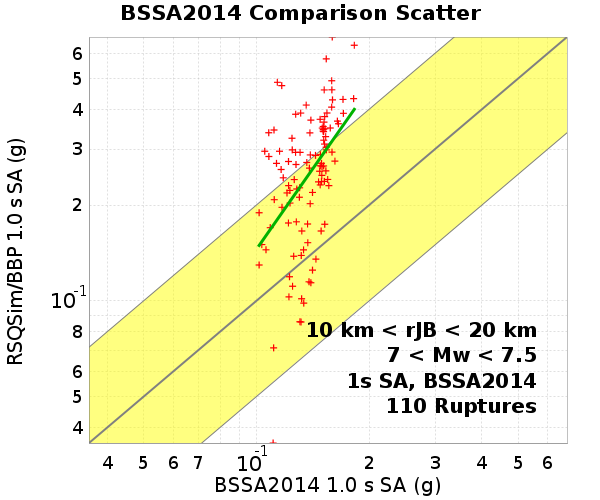 BSSA2014 Comparison Scatter
RSQSim/BBP 1.0 s SA (g)
6
5
4
3
2
10-1
8
6
5
4
10 km < rJB < 20 km
7 < Mw < 7.5
1s SA, BSSA2014
110 Ruptures
4 5 6 7 10-1 2 3 4 5 6
BSSA2014 1.0 s SA (g)